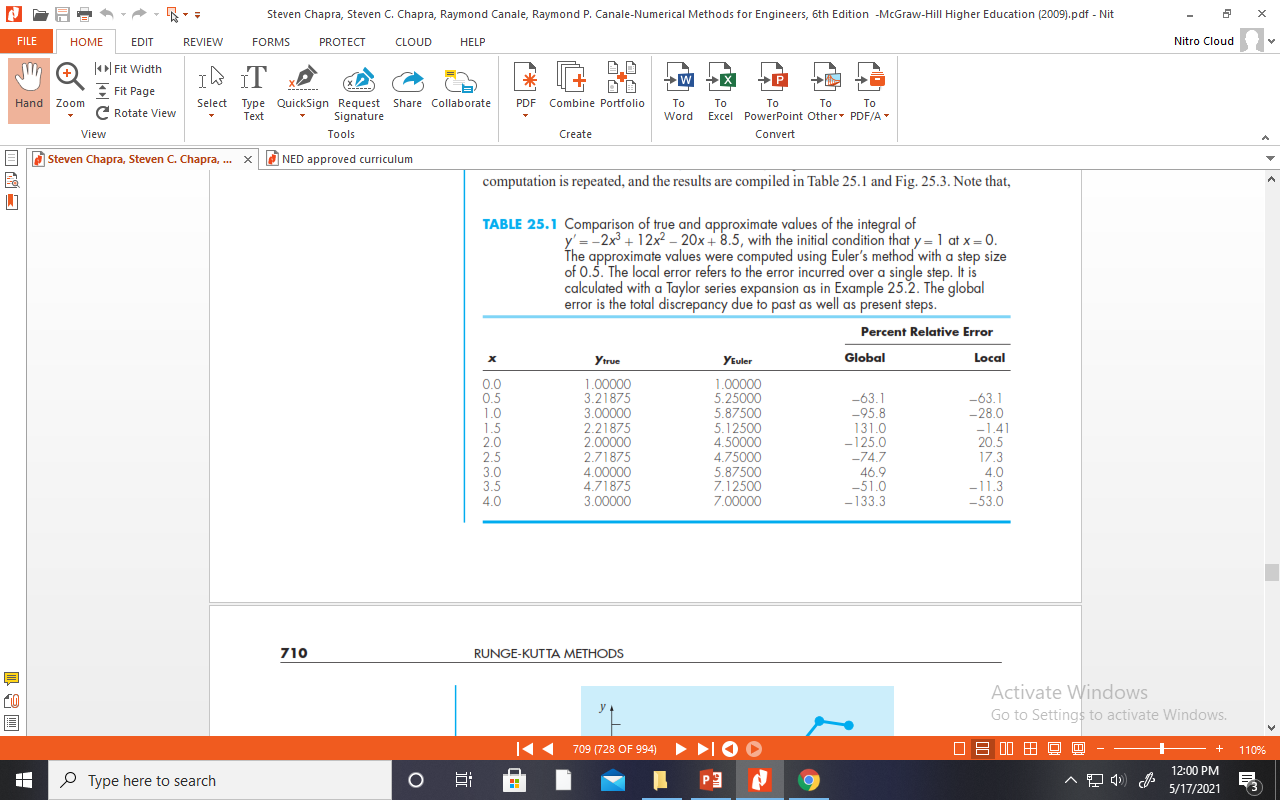 Steven Chapra, Steven C. Chapra, Raymond Canale, Raymond P. Canale-Numerical Methods for Engineers, 6th Edition -McGraw-Hill Higher Education (2009).pdf - Nit
FILE HOME EDIT REVIEW FORMS PROTECT CLOUD HELP
Nitro Cloud
Hand
Zoom
Fit Width
Fit Page
Rotate View
View
Select
Type Text
QuickSign
Request Signature
Share
Collaborate
Tools
PDF
Combine
Portfolio
Create
To Word
To Excel
To PowerPoint
To Other
To PDF/A
Convert
Steven Chapra, Steven C. Chapra, ...
NED approved curriculum
computation is repeated, and the results are compiled in Table 25.1 and Fig. 25.3. Note that,
TABLE 25.1 Comparison of true and approximate values of the integral of
y′ = −2x³ + 12x² − 20x + 8.5, with the initial condition that y = 1 at x = 0.
The approximate values were computed using Euler's method with a step size
of 0.5. The local error refers to the error incurred over a single step. It is
calculated with a Taylor series expansion as in Example 25.2. The global
error is the total discrepancy due to past as well as present steps.
Percent Relative Error
x ytrue yEuler Global Local
0.0 1.00000 1.00000
0.5 3.21875 5.25000 −63.1 −63.1
1.0 3.00000 5.87500 −95.8 −28.0
1.5 2.21875 5.12500 131.0 −1.41
2.0 2.00000 4.50000 −125.0 20.5
2.5 2.71875 4.75000 −74.7 17.3
3.0 4.00000 5.87500 46.9 4.0
3.5 4.71875 7.12500 −51.0 −11.3
4.0 3.00000 7.00000 −133.3 −53.0
710 RUNGE-KUTTA METHODS
y
Activate Windows
Go to Settings to activate Windows.
709 (728 OF 994)
110%
Type here to search
12:00 PM
5/17/2021
3